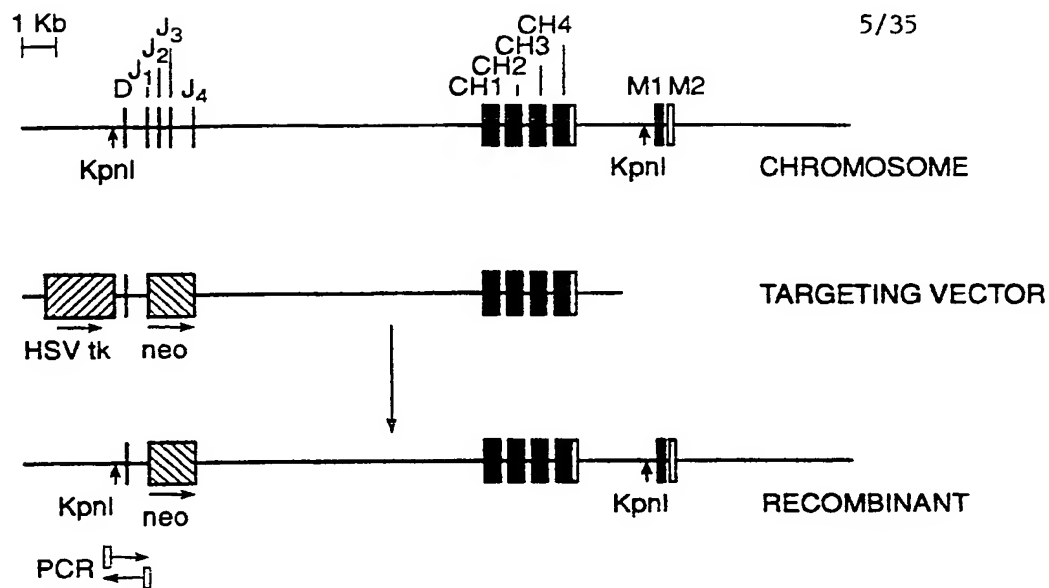 1 Kb
5/35
D J1 J2 J3 J4
CH1 CH2 CH3 CH4
M1 M2
KpnI
KpnI
CHROMOSOME
TARGETING VECTOR
HSV tk
neo
KpnI
neo
KpnI
RECOMBINANT
PCR